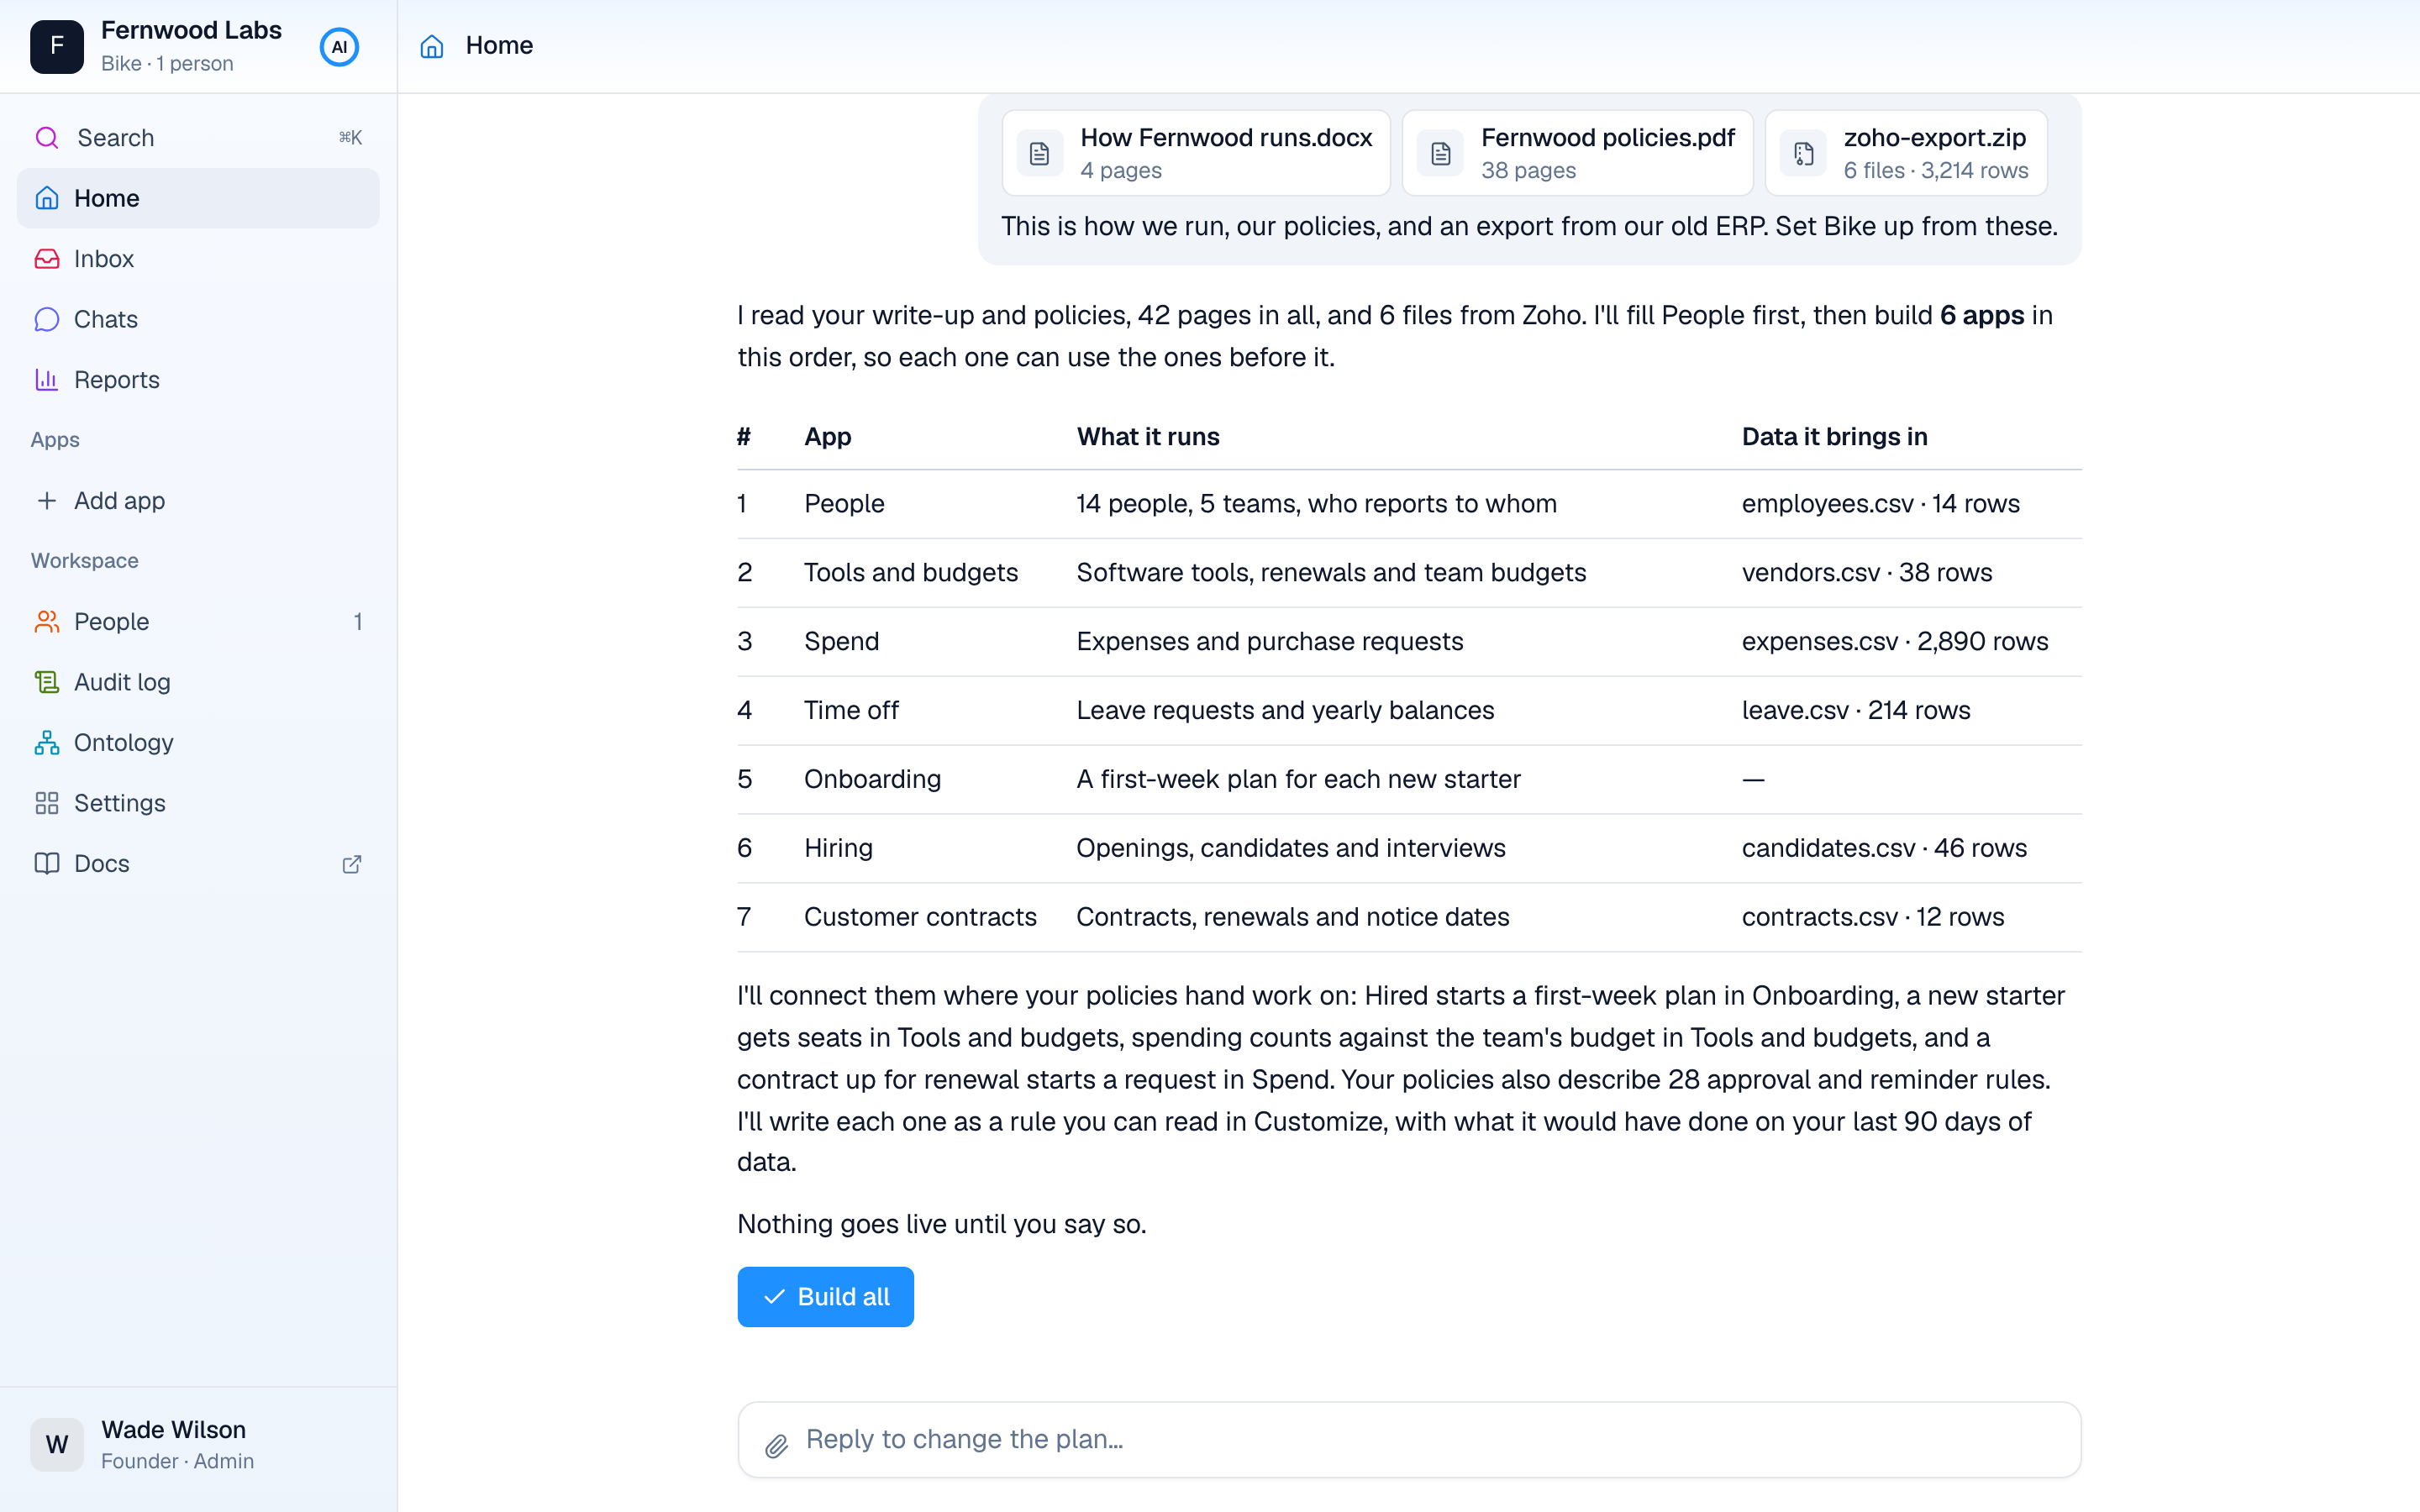 F
Fernwood Labs
Bike · 1 person
AI
Search ⌘K
Home
Inbox
Chats
Reports
Apps
Add app
Workspace
People 1
Audit log
Ontology
Settings
Docs
W
Wade Wilson
Founder · Admin
Home
How Fernwood runs.docx
4 pages
Fernwood policies.pdf
38 pages
zoho-export.zip
6 files · 3,214 rows
This is how we run, our policies, and an export from our old ERP. Set Bike up from these.
I read your write-up and policies, 42 pages in all, and 6 files from Zoho. I'll fill People first, then build 6 apps in
this order, so each one can use the ones before it.
# App What it runs Data it brings in
1 People 14 people, 5 teams, who reports to whom employees.csv · 14 rows
2 Tools and budgets Software tools, renewals and team budgets vendors.csv · 38 rows
3 Spend Expenses and purchase requests expenses.csv · 2,890 rows
4 Time off Leave requests and yearly balances leave.csv · 214 rows
5 Onboarding A first-week plan for each new starter —
6 Hiring Openings, candidates and interviews candidates.csv · 46 rows
7 Customer contracts Contracts, renewals and notice dates contracts.csv · 12 rows
I'll connect them where your policies hand work on: Hired starts a first-week plan in Onboarding, a new starter
gets seats in Tools and budgets, spending counts against the team's budget in Tools and budgets, and a
contract up for renewal starts a request in Spend. Your policies also describe 28 approval and reminder rules.
I'll write each one as a rule you can read in Customize, with what it would have done on your last 90 days of
data.
Nothing goes live until you say so.
Build all
Reply to change the plan...